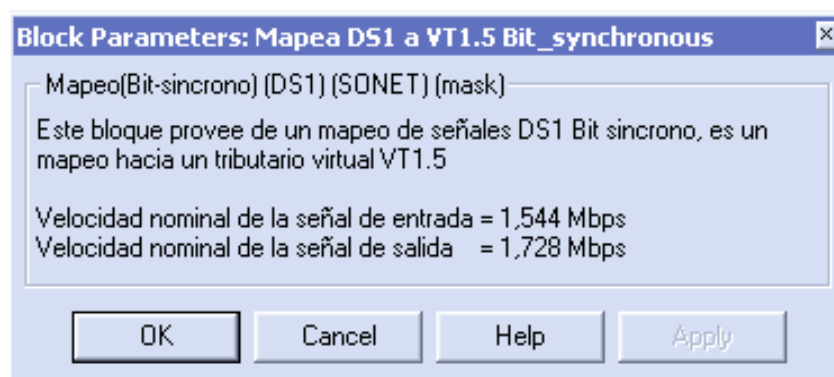 Block Parameters: Mapea DS1 a VT1.5 Bit_synchronous
Mapeo(Bit-sincrono) (DS1) (SONET) (mask)
Este bloque provee de un mapeo de señales DS1 Bit sincrono, es un
mapeo hacia un tributario virtual VT1.5
Velocidad nominal de la señal de entrada = 1,544 Mbps
Velocidad nominal de la señal de salida = 1,728 Mbps
OK Cancel Help Apply